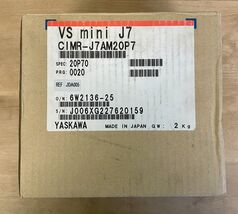 VS mini J7
CIMR-J7AM20P7
SPEC: 20P70
PRG: 0020
REF JDA005
O/N: 6W2136-25
S/N: J006XG227620159
YASKAWA MADE IN JAPAN G.W: 2 Kg